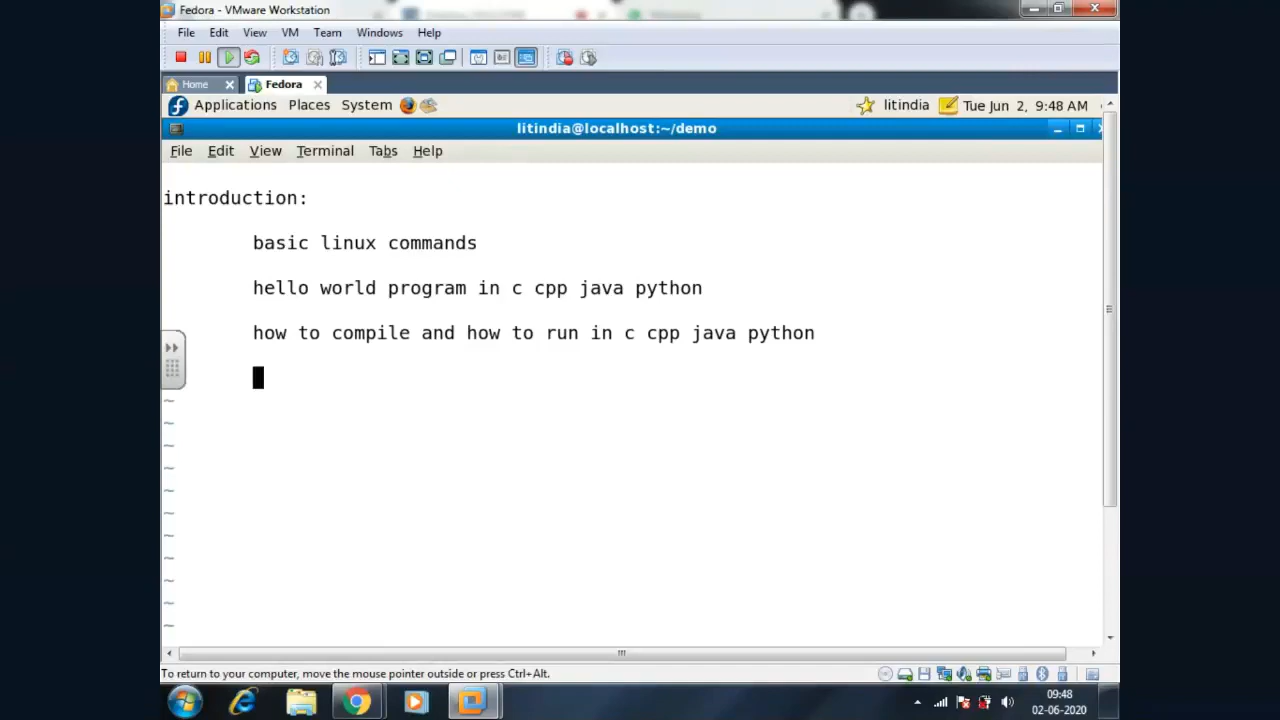 Fedora - VMware Workstation
File Edit View VM Team Windows Help
Home Fedora
Applications Places System litindia Tue Jun 2, 9:48 AM
litindia@localhost:~/demo
File Edit View Terminal Tabs Help
introduction:
basic linux commands
hello world program in c cpp java python
how to compile and how to run in c cpp java python
~
~
~
~
~
~
~
~
~
~
~
To return to your computer, move the mouse pointer outside or press Ctrl+Alt.
09:48
02-06-2020